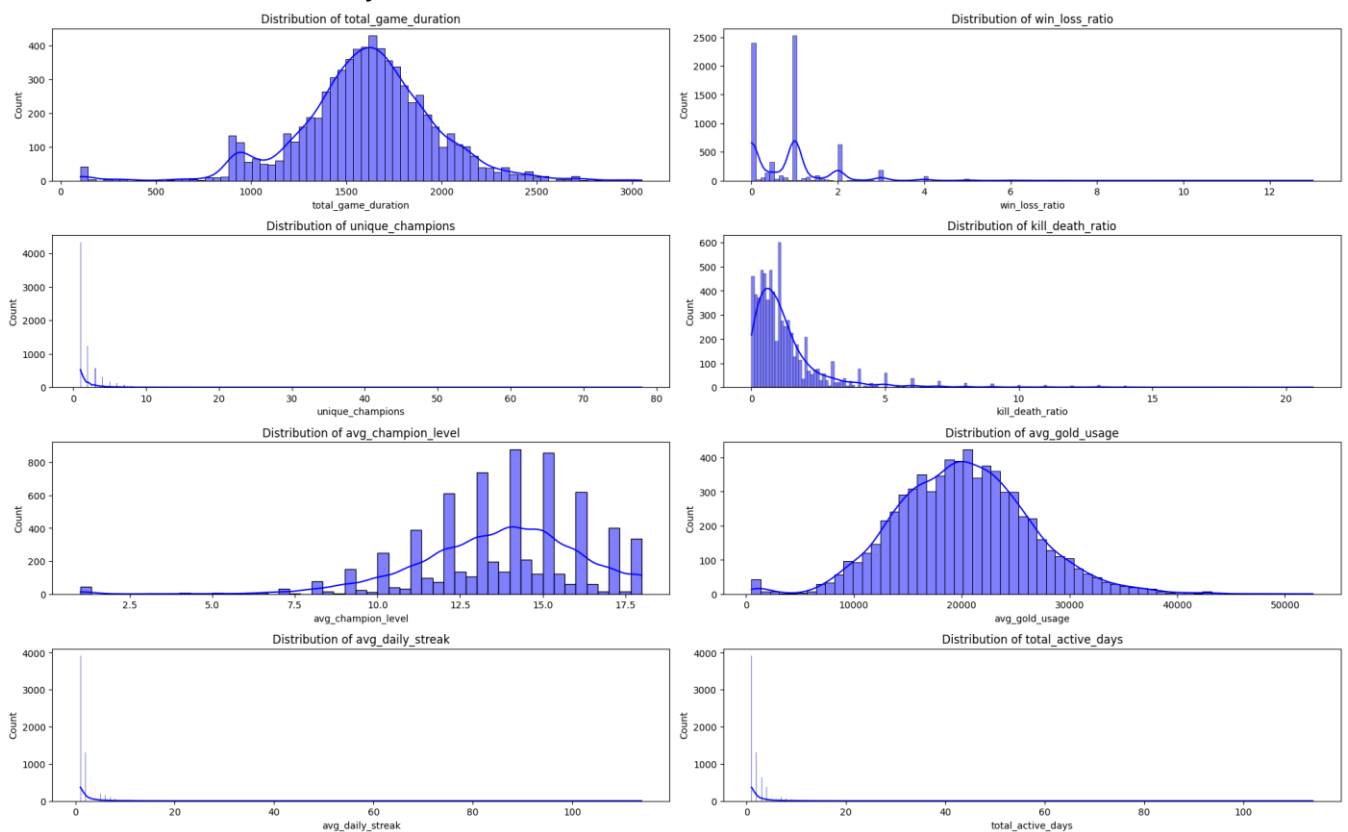 Distribution of total_game_duration
Count
400
300
200
100
0
0 500 1000 1500 2000 2500 3000
total_game_duration
Distribution of win_loss_ratio
Count
2500
2000
1500
1000
500
0
0 2 4 6 8 10 12
win_loss_ratio
Distribution of unique_champions
Count
4000
3000
2000
1000
0
0 10 20 30 40 50 60 70 80
unique_champions
Distribution of kill_death_ratio
Count
600
500
400
300
200
100
0
0 5 10 15 20
kill_death_ratio
Distribution of avg_champion_level
Count
800
600
400
200
0
2.5 5.0 7.5 10.0 12.5 15.0 17.5
avg_champion_level
Distribution of avg_gold_usage
Count
400
300
200
100
0
0 10000 20000 30000 40000 50000
avg_gold_usage
Distribution of avg_daily_streak
Count
4000
3000
2000
1000
0
0 20 40 60 80 100
avg_daily_streak
Distribution of total_active_days
Count
4000
3000
2000
1000
0
0 20 40 60 80 100
total_active_days